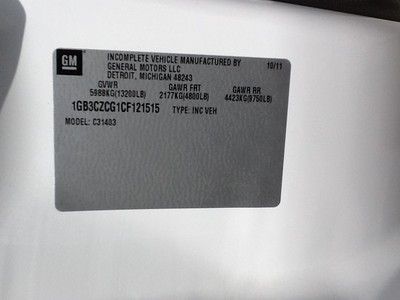 GM
INCOMPLETE VEHICLE MANUFACTURED BY
GENERAL MOTORS LLC 10/11
DETROIT, MICHIGAN 48243
GVWR GAWR FRT GAWR RR
5988KG(13200LB) 2177KG(4800LB) 4423KG(9750LB)
1GB3CZCG1CF121515 TYPE: INC VEH
MODEL: C31403